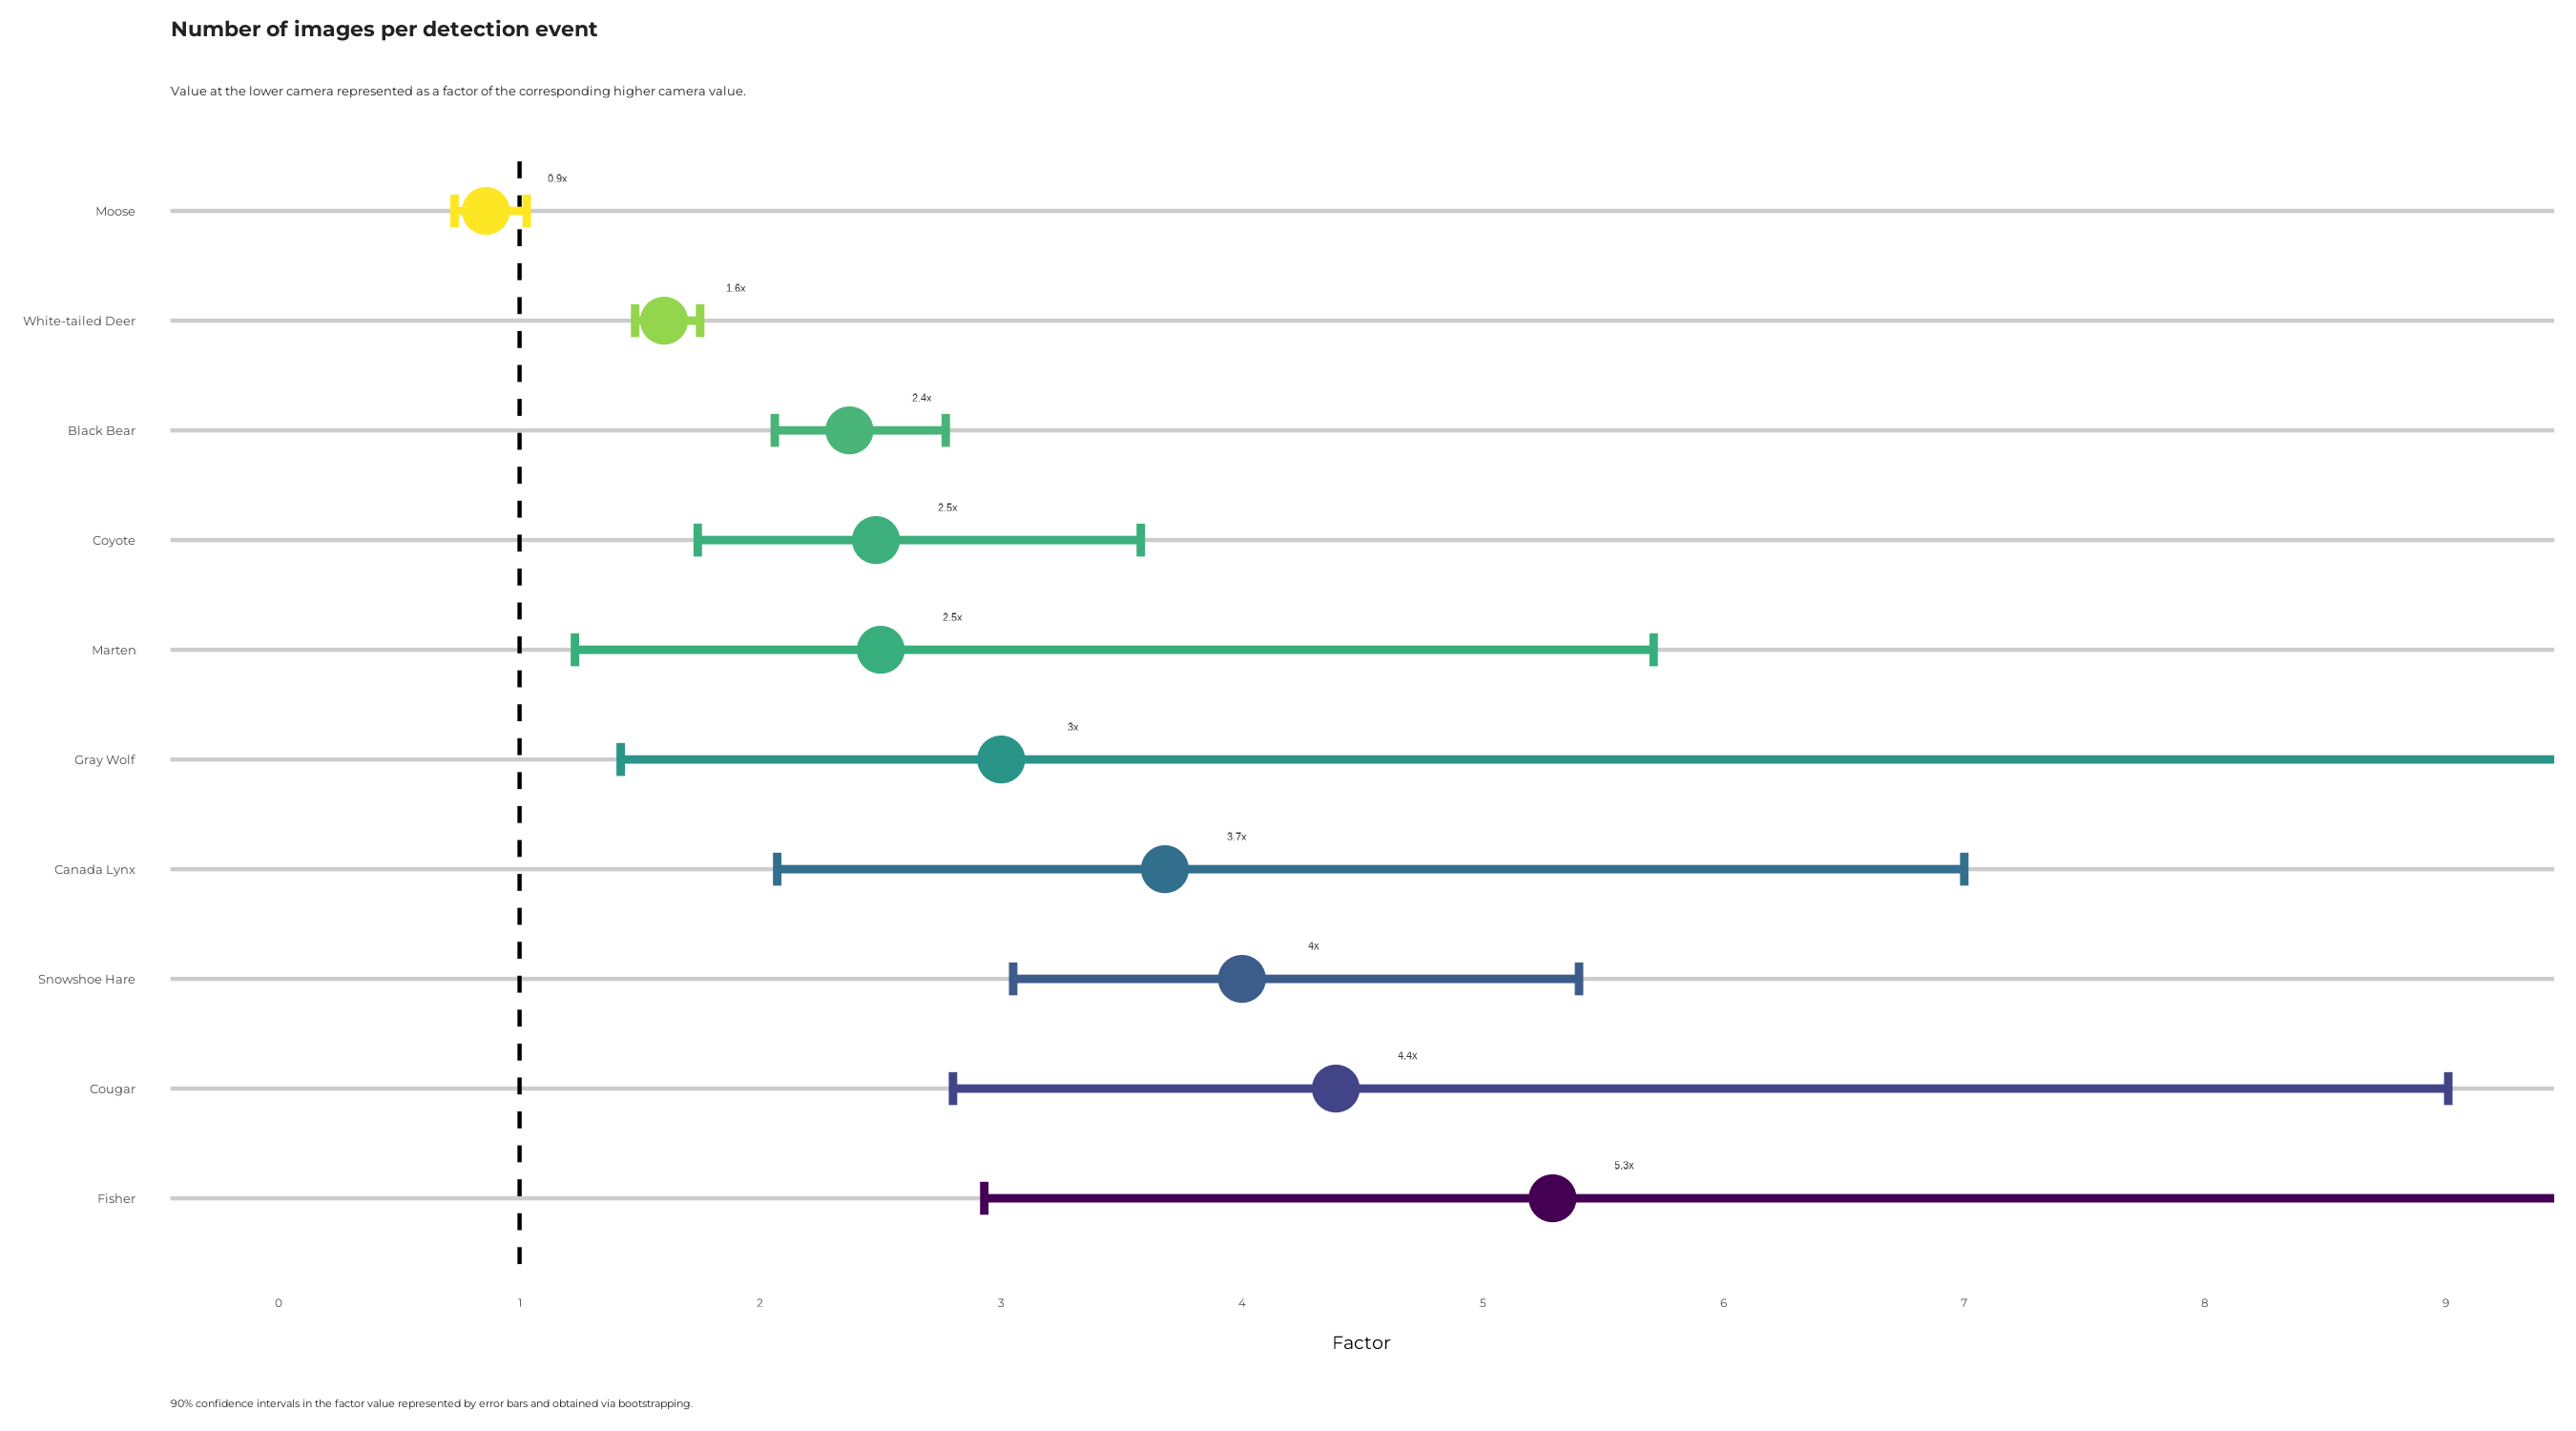 Number of images per detection event
Value at the lower camera represented as a factor of the corresponding higher camera value.
0.9x
Moose
1.6x
White-tailed Deer
2.4x
Black Bear
2.5x
Coyote
2.5x
Marten
3x
Gray Wolf
3.7x
Canada Lynx
4x
Snowshoe Hare
4.4x
Cougar
5.3x
Fisher
0 1 2 3 4 5 6 7 8 9
Factor
90% confidence intervals in the factor value represented by error bars and obtained via bootstrapping.